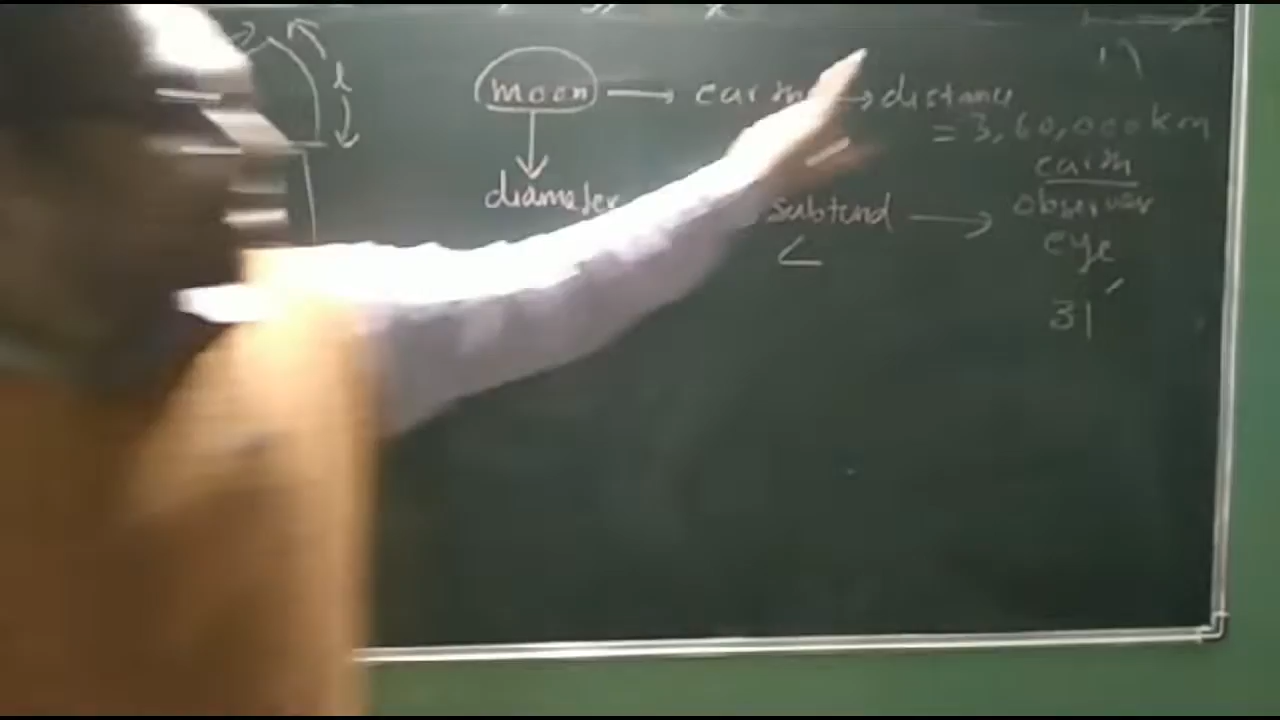 l
moon → earth → distance
= 3,60,000 km
diameter subtend → earth
observer
eye
∠
31′